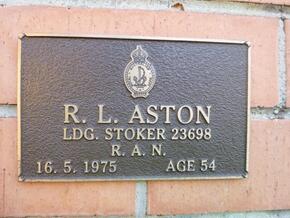 R. L. ASTON
LDG. STOKER 23698
R. A. N.
16. 5. 1975 AGE 54